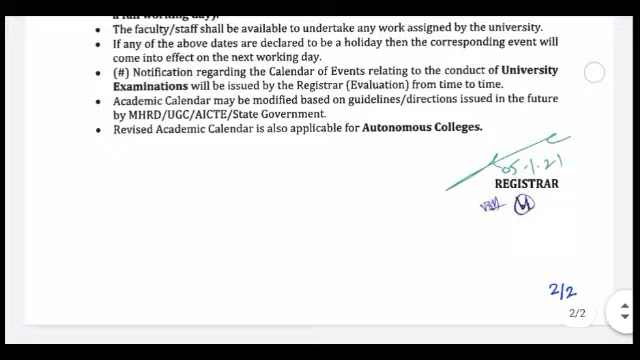 a full working day).
• The faculty/staff shall be available to undertake any work assigned by the university.
• If any of the above dates are declared to be a holiday then the corresponding event will
come into effect on the next working day.
• (#) Notification regarding the Calendar of Events relating to the conduct of University
Examinations will be issued by the Registrar (Evaluation) from time to time.
• Academic Calendar may be modified based on guidelines/directions issued in the future
by MHRD/UGC/AICTE/State Government.
• Revised Academic Calendar is also applicable for Autonomous Colleges.
05-1-21
REGISTRAR
2/2
2/2